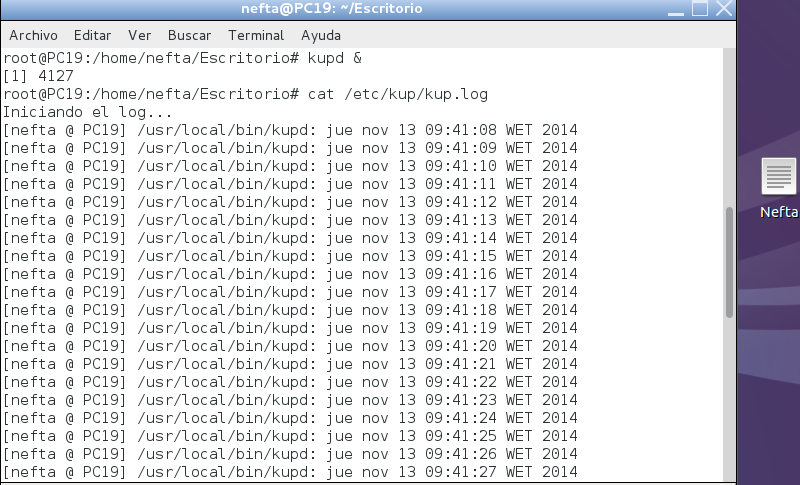 nefta@PC19: ~/Escritorio
Archivo Editar Ver Buscar Terminal Ayuda
root@PC19:/home/nefta/Escritorio# kupd &
[1] 4127
root@PC19:/home/nefta/Escritorio# cat /etc/kup/kup.log
Iniciando el log...
[nefta @ PC19] /usr/local/bin/kupd: jue nov 13 09:41:08 WET 2014
[nefta @ PC19] /usr/local/bin/kupd: jue nov 13 09:41:09 WET 2014
[nefta @ PC19] /usr/local/bin/kupd: jue nov 13 09:41:10 WET 2014
[nefta @ PC19] /usr/local/bin/kupd: jue nov 13 09:41:11 WET 2014
[nefta @ PC19] /usr/local/bin/kupd: jue nov 13 09:41:12 WET 2014
[nefta @ PC19] /usr/local/bin/kupd: jue nov 13 09:41:13 WET 2014
[nefta @ PC19] /usr/local/bin/kupd: jue nov 13 09:41:14 WET 2014
[nefta @ PC19] /usr/local/bin/kupd: jue nov 13 09:41:15 WET 2014
[nefta @ PC19] /usr/local/bin/kupd: jue nov 13 09:41:16 WET 2014
[nefta @ PC19] /usr/local/bin/kupd: jue nov 13 09:41:17 WET 2014
[nefta @ PC19] /usr/local/bin/kupd: jue nov 13 09:41:18 WET 2014
[nefta @ PC19] /usr/local/bin/kupd: jue nov 13 09:41:19 WET 2014
[nefta @ PC19] /usr/local/bin/kupd: jue nov 13 09:41:20 WET 2014
[nefta @ PC19] /usr/local/bin/kupd: jue nov 13 09:41:21 WET 2014
[nefta @ PC19] /usr/local/bin/kupd: jue nov 13 09:41:22 WET 2014
[nefta @ PC19] /usr/local/bin/kupd: jue nov 13 09:41:23 WET 2014
[nefta @ PC19] /usr/local/bin/kupd: jue nov 13 09:41:24 WET 2014
[nefta @ PC19] /usr/local/bin/kupd: jue nov 13 09:41:25 WET 2014
[nefta @ PC19] /usr/local/bin/kupd: jue nov 13 09:41:26 WET 2014
[nefta @ PC19] /usr/local/bin/kupd: jue nov 13 09:41:27 WET 2014
Nefta